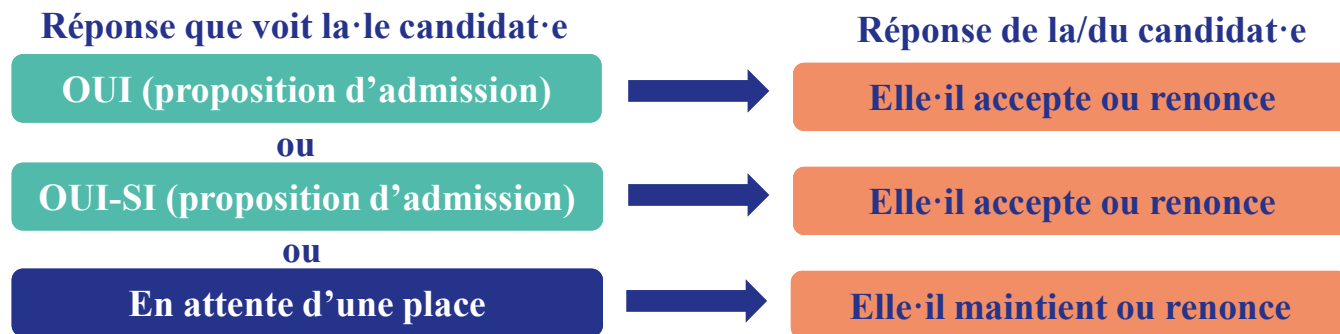 Réponse que voit la·le candidat·e
Réponse de la/du candidat·e
OUI (proposition d’admission)
Elle·il accepte ou renonce
ou
OUI-SI (proposition d’admission)
Elle·il accepte ou renonce
ou
En attente d’une place
Elle·il maintient ou renonce